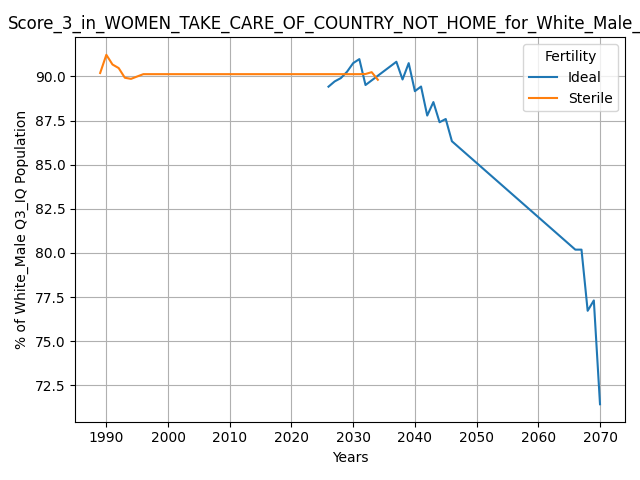 Score_3_in_WOMEN_TAKE_CARE_OF_COUNTRY_NOT_HOME_for_White_Male_
Fertility
Ideal
Sterile
% of White_Male Q3_IQ Population
90.0
87.5
85.0
82.5
80.0
77.5
75.0
72.5
1990 2000 2010 2020 2030 2040 2050 2060 2070
Years